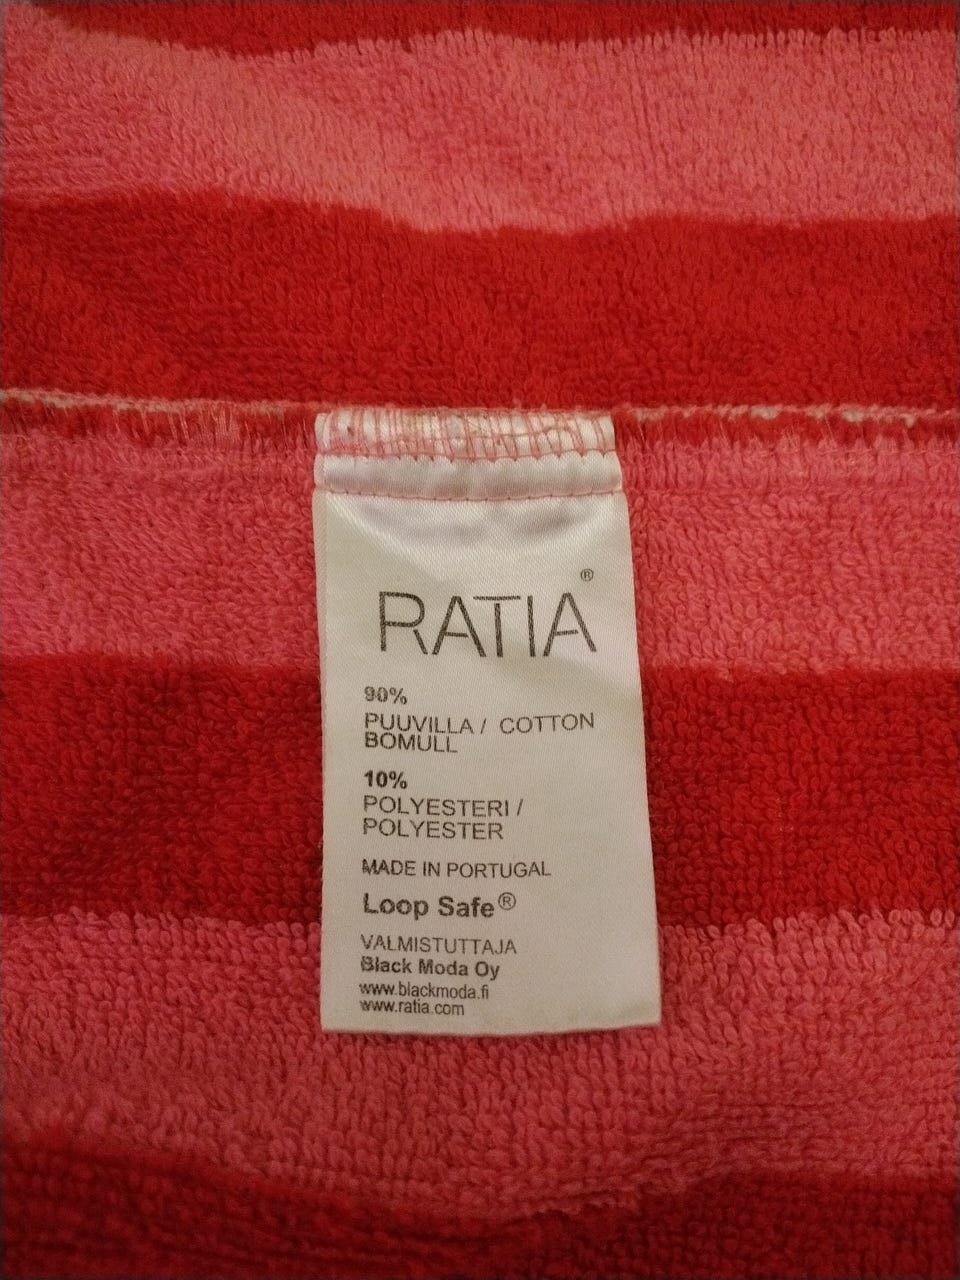 RATIA®
90%
PUUVILLA / COTTON
BOMULL
10%
POLYESTERI /
POLYESTER
MADE IN PORTUGAL
Loop Safe®
VALMISTUTTAJA
Black Moda Oy
www.blackmoda.fi
www.ratia.com